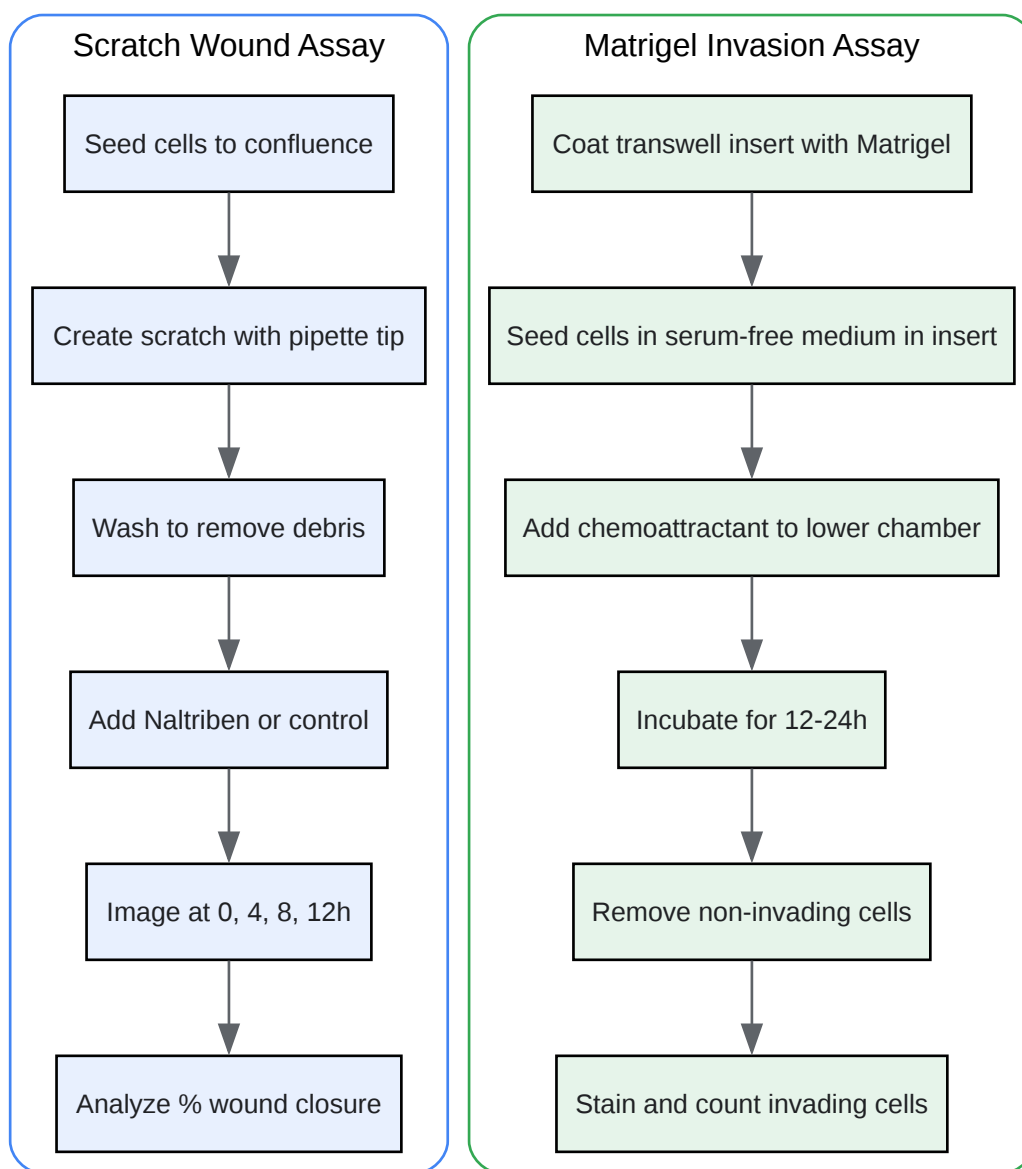 Scratch Wound Assay
Seed cells to confluence
Create scratch with pipette tip
Wash to remove debris
Add Naltriben or control
Image at 0, 4, 8, 12h
Analyze % wound closure
Matrigel Invasion Assay
Coat transwell insert with Matrigel
Seed cells in serum-free medium in insert
Add chemoattractant to lower chamber
Incubate for 12-24h
Remove non-invading cells
Stain and count invading cells